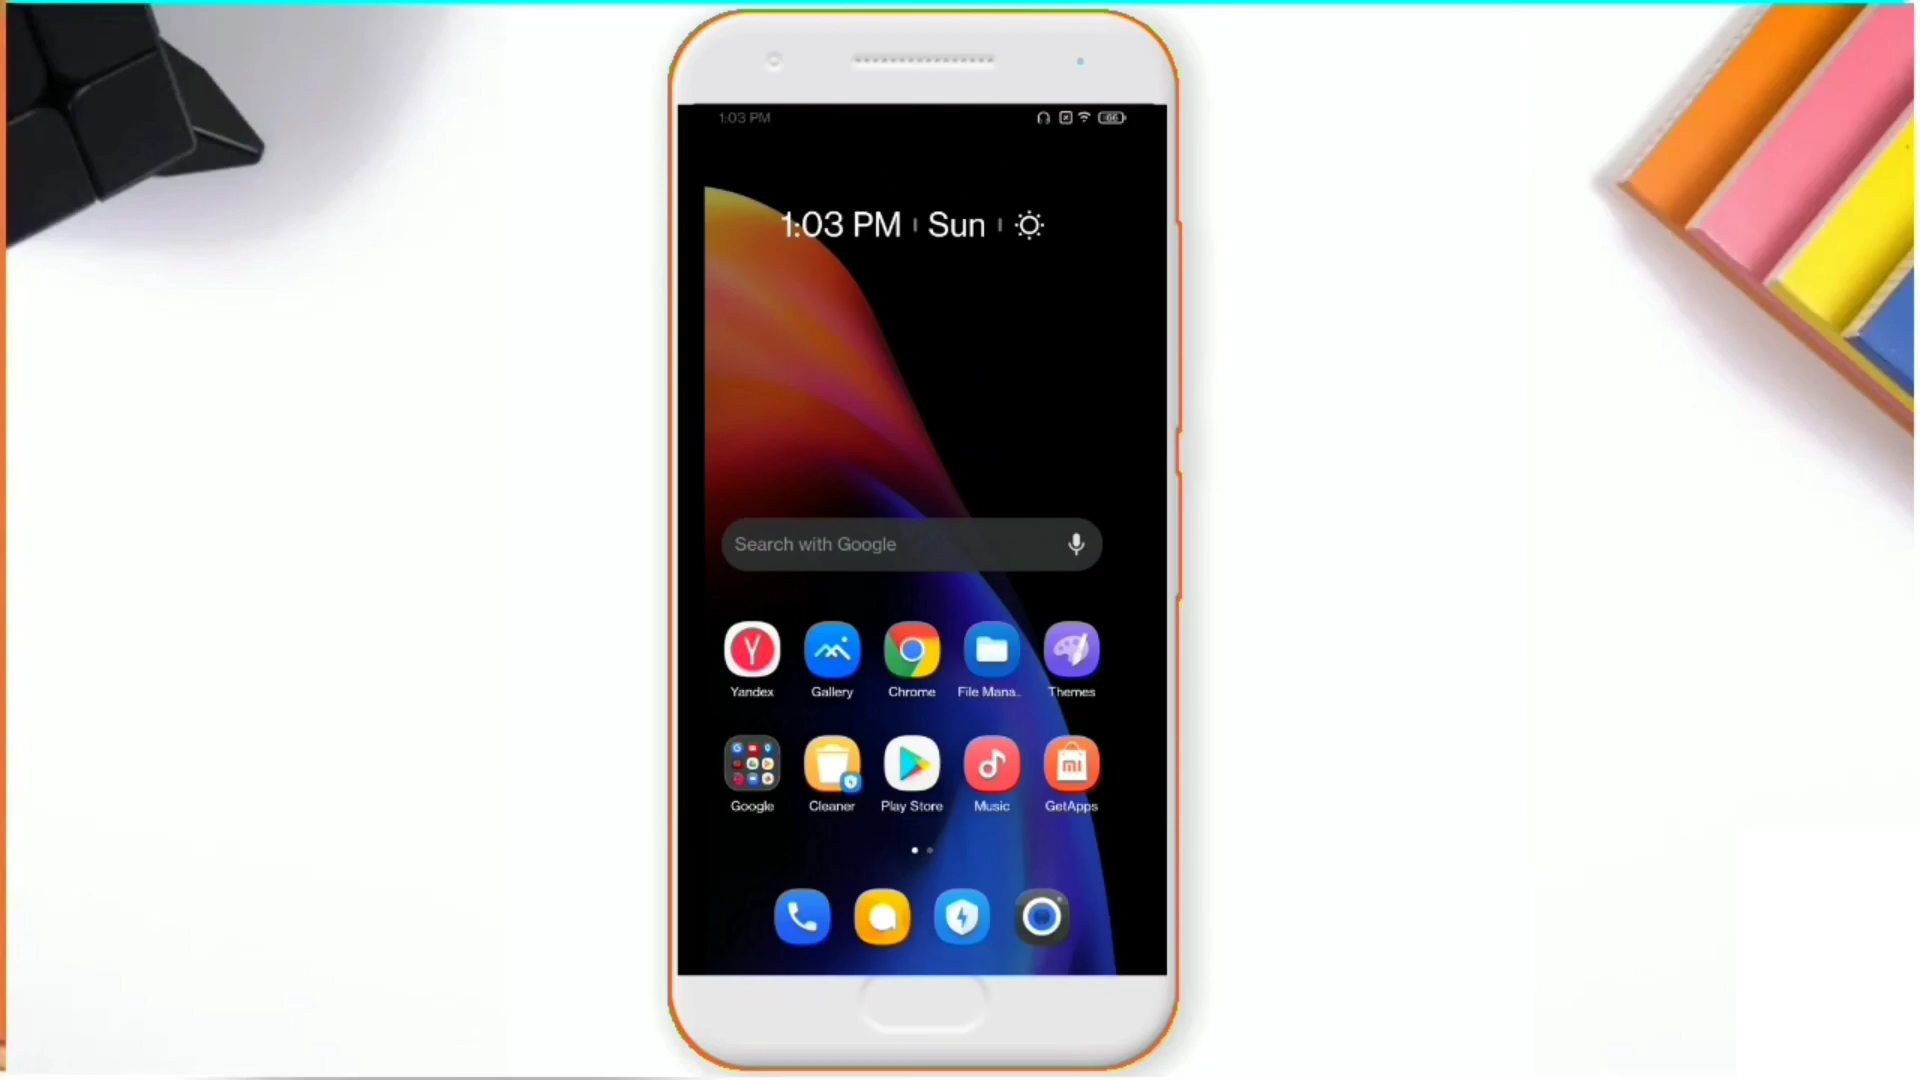 1:03 PM
66
1:03 PM Sun
Search with Google
Yandex Gallery Chrome File Mana.. Themes
Google Cleaner Play Store Music GetApps